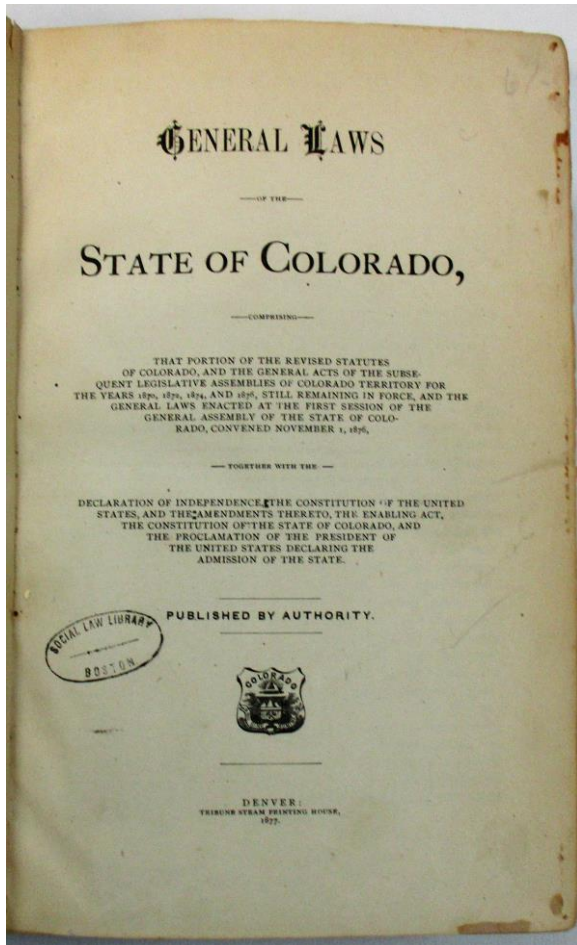 GENERAL LAWS
OF THE
STATE OF COLORADO,
COMPRISING
THAT PORTION OF THE REVISED STATUTES
OF COLORADO, AND THE GENERAL ACTS OF THE SUBSE-
QUENT LEGISLATIVE ASSEMBLIES OF COLORADO TERRITORY FOR
THE YEARS 1870, 1872, 1874, AND 1876, STILL REMAINING IN FORCE, AND THE
GENERAL LAWS ENACTED AT THE FIRST SESSION OF THE
GENERAL ASSEMBLY OF THE STATE OF COLO-
RADO, CONVENED NOVEMBER 1, 1876,
TOGETHER WITH THE
DECLARATION OF INDEPENDENCE, THE CONSTITUTION OF THE UNITED
STATES, AND THE AMENDMENTS THERETO, THE ENABLING ACT,
THE CONSTITUTION OF THE STATE OF COLORADO, AND
THE PROCLAMATION OF THE PRESIDENT OF
THE UNITED STATES DECLARING THE
ADMISSION OF THE STATE.
PUBLISHED BY AUTHORITY.
SOCIAL LAW LIBRARY
BOSTON
COLORADO
DENVER:
TRIBUNE STEAM PRINTING HOUSE,
1877.